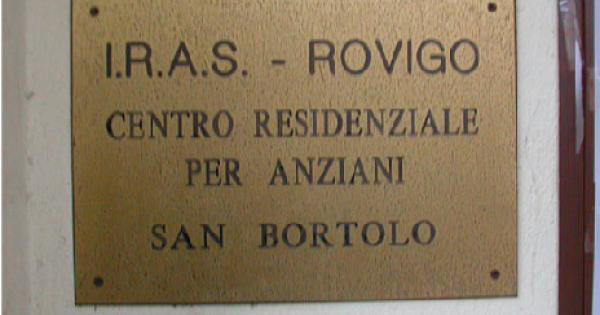 I.R.A.S. - ROVIGO
CENTRO RESIDENZIALE
PER ANZIANI
SAN BORTOLO